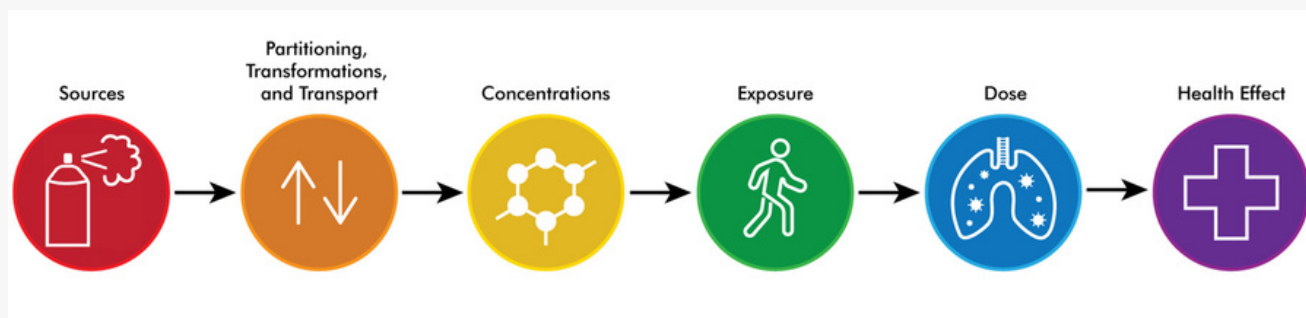 Sources
Partitioning,
Transformations,
and Transport
Concentrations
Exposure
Dose
Health Effect